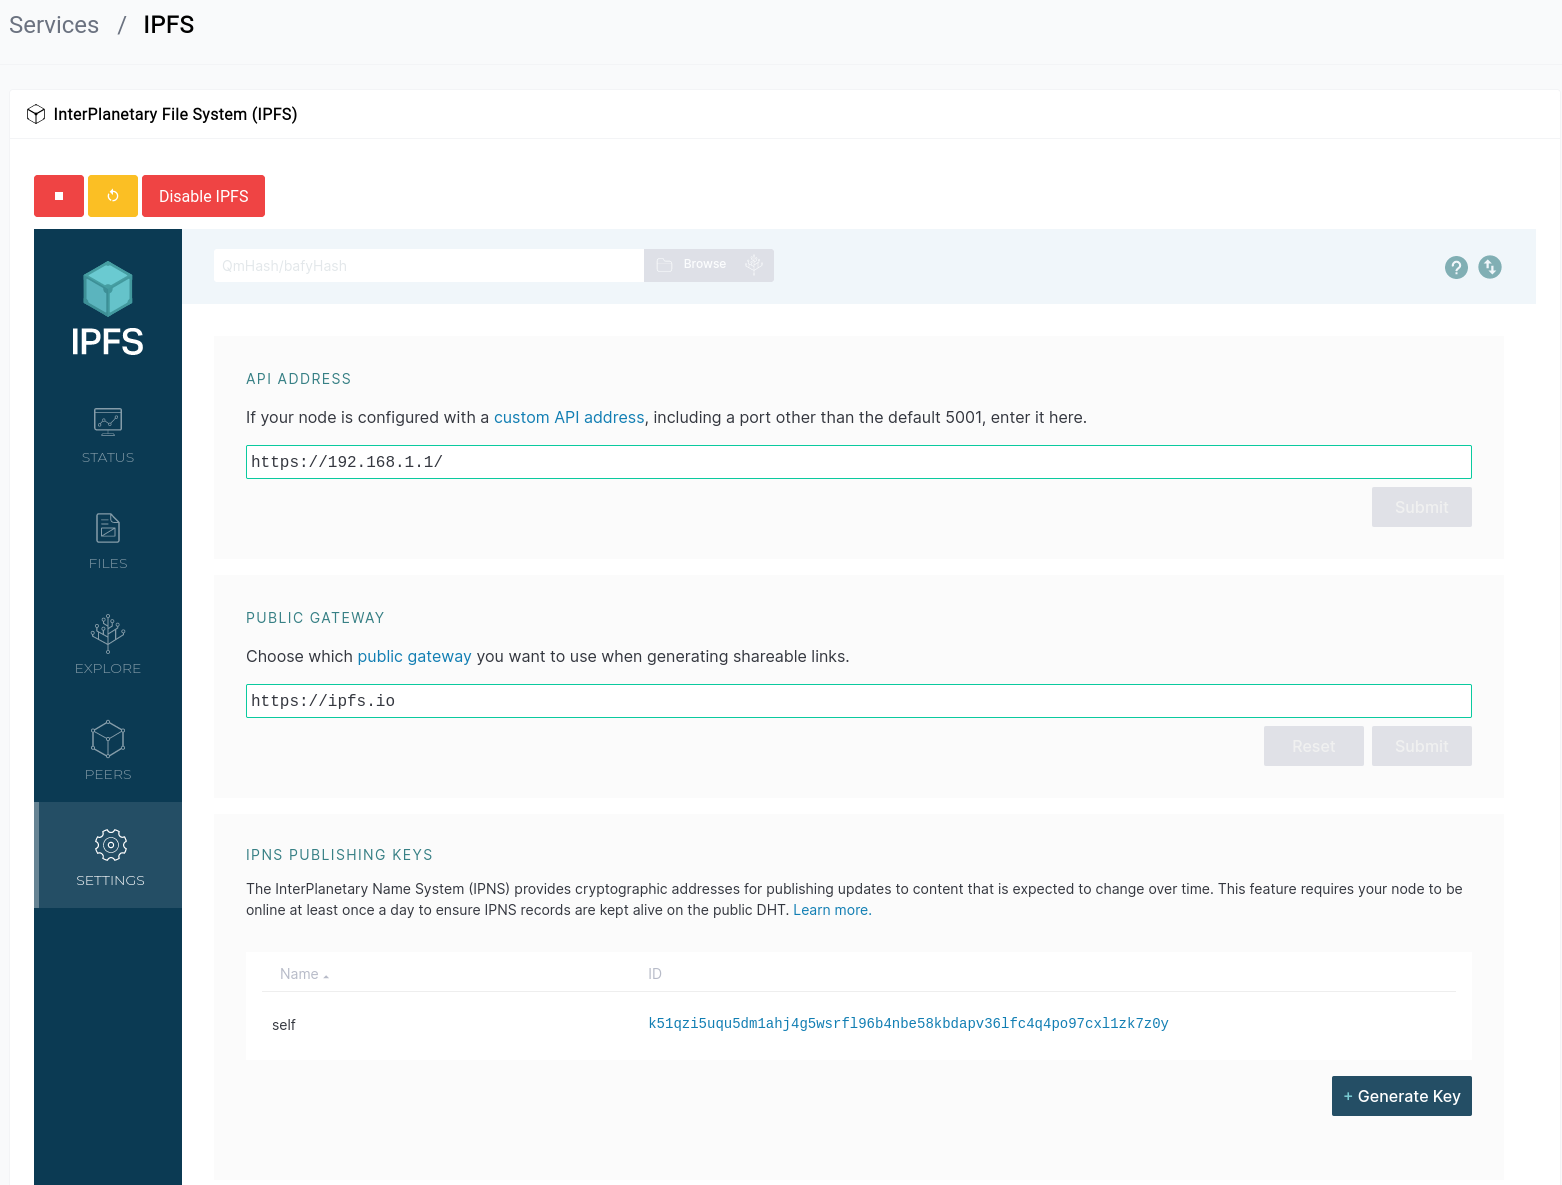 Services / IPFS
InterPlanetary File System (IPFS)
Disable IPFS
IPFS
QmHash/bafyHash
Browse
STATUS
FILES
EXPLORE
PEERS
SETTINGS
API ADDRESS
If your node is configured with a custom API address, including a port other than the default 5001, enter it here.
https://192.168.1.1/
Submit
PUBLIC GATEWAY
Choose which public gateway you want to use when generating shareable links.
https://ipfs.io
Reset Submit
IPNS PUBLISHING KEYS
The InterPlanetary Name System (IPNS) provides cryptographic addresses for publishing updates to content that is expected to change over time. This feature requires your node to be
online at least once a day to ensure IPNS records are kept alive on the public DHT. Learn more.
Name ID
self k51qzi5uqu5dm1ahj4g5wsrfl96b4nbe58kbdapv36lfc4q4po97cxl1zk7z0y
+ Generate Key